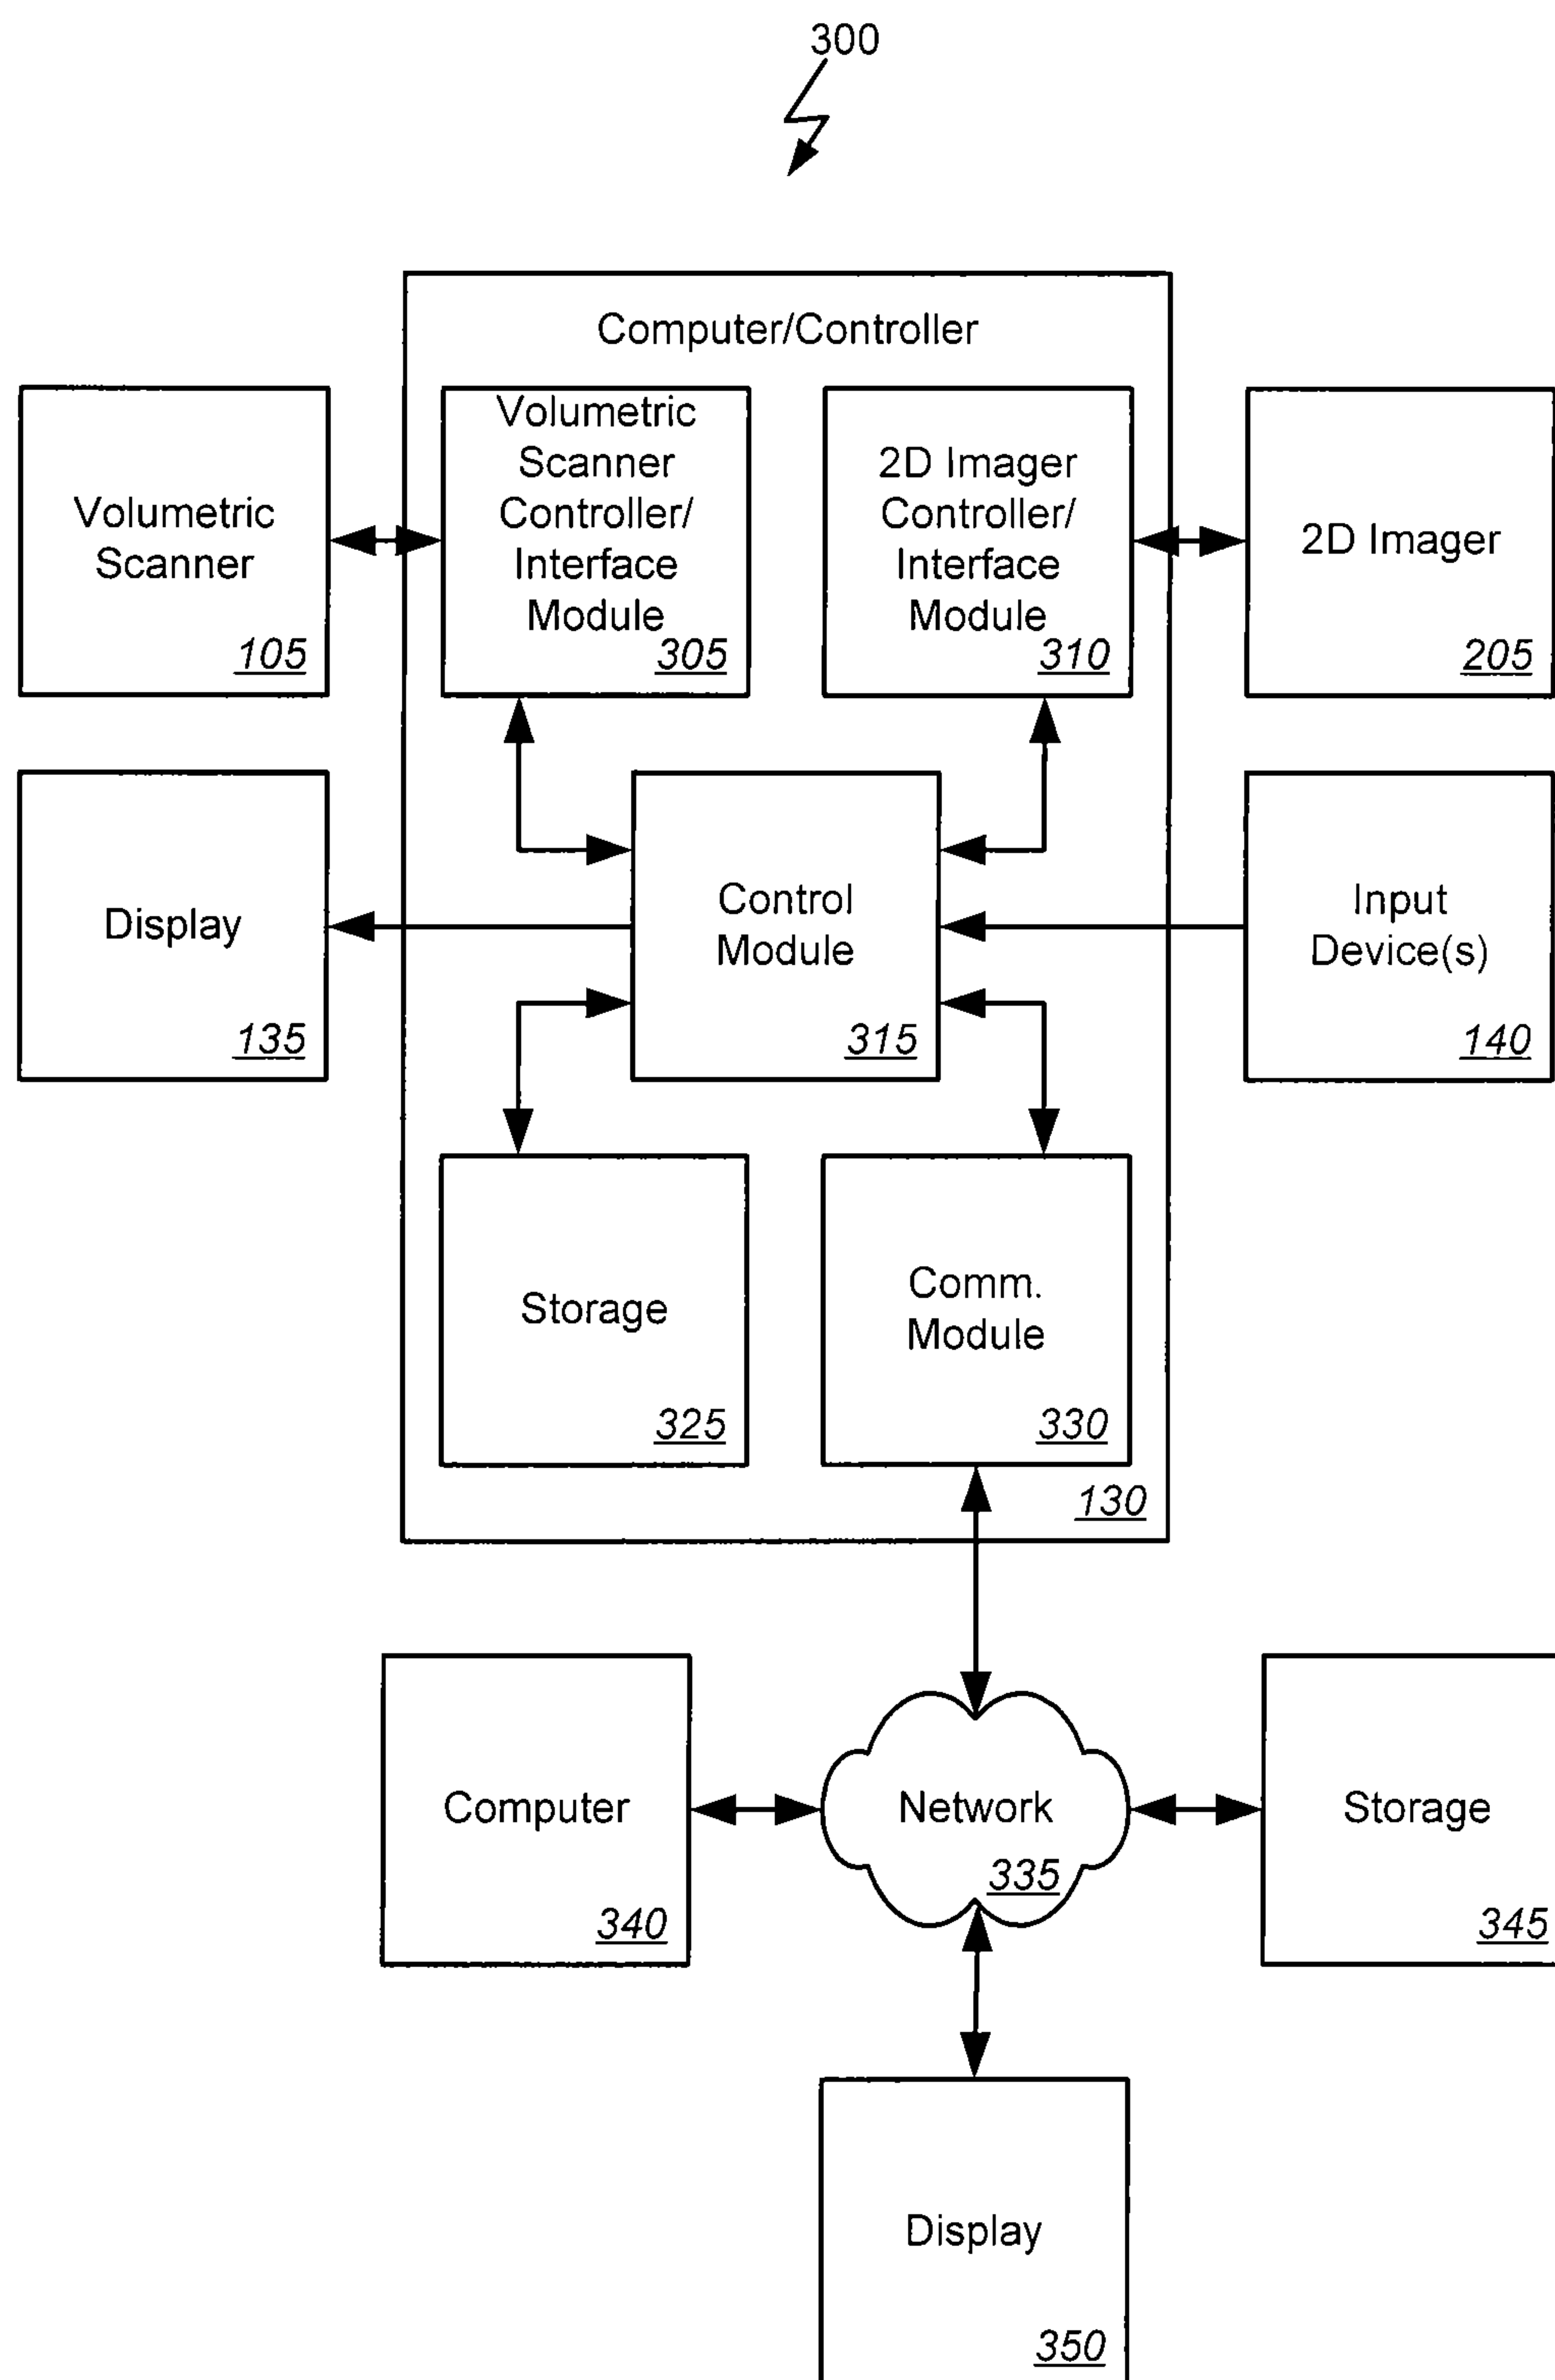 300
Computer/Controller
Volumetric
Scanner
105
Volumetric
Scanner
Controller/
Interface
Module
305
2D Imager
Controller/
Interface
Module
310
2D Imager
205
Display
135
Control
Module
315
Input
Device(s)
140
Storage
325
Comm.
Module
330
130
Computer
340
Network
335
Storage
345
Display
350